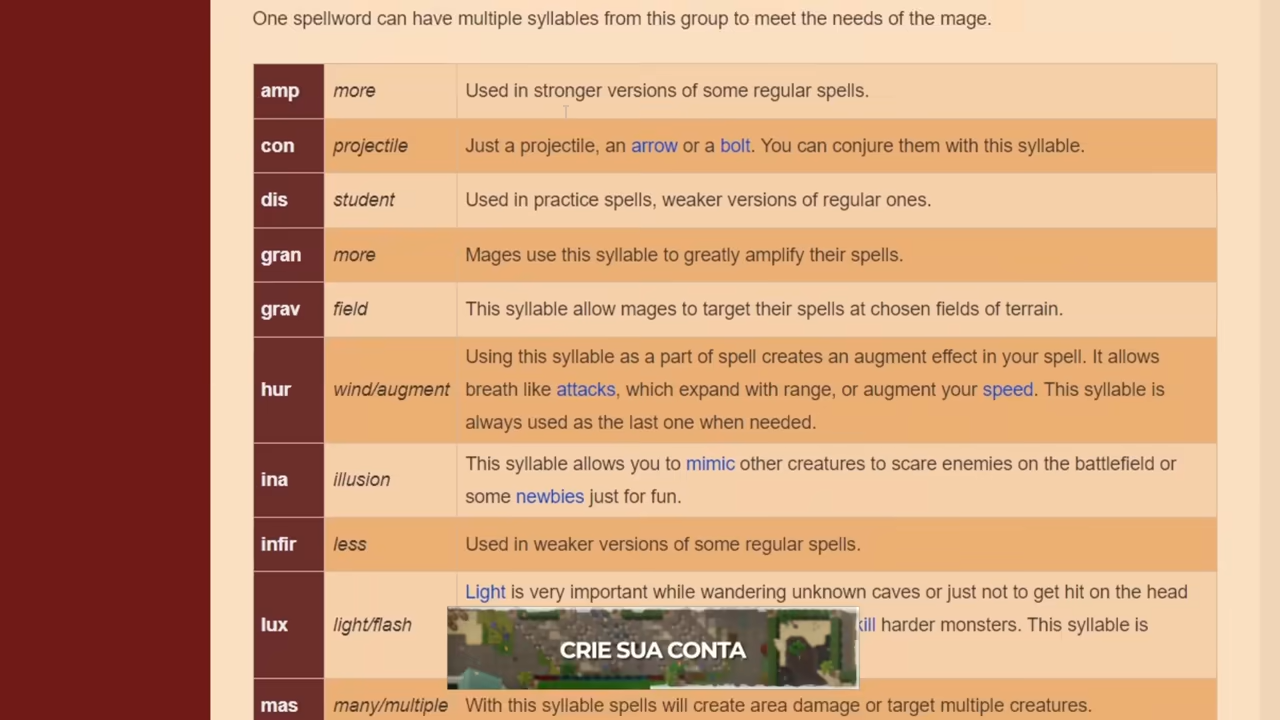 One spellword can have multiple syllables from this group to meet the needs of the mage.
amp more Used in stronger versions of some regular spells.
con projectile Just a projectile, an arrow or a bolt. You can conjure them with this syllable.
dis student Used in practice spells, weaker versions of regular ones.
gran more Mages use this syllable to greatly amplify their spells.
grav field This syllable allow mages to target their spells at chosen fields of terrain.
Using this syllable as a part of spell creates an augment effect in your spell. It allows
hur wind/augment breath like attacks, which expand with range, or augment your speed. This syllable is
always used as the last one when needed.
This syllable allows you to mimic other creatures to scare enemies on the battlefield or
ina illusion
some newbies just for fun.
infir less Used in weaker versions of some regular spells.
Light is very important while wandering unknown caves or just not to get hit on the head
lux light/flash kill harder monsters. This syllable is
CRIE SUA CONTA
mas many/multiple With this syllable spells will create area damage or target multiple creatures.